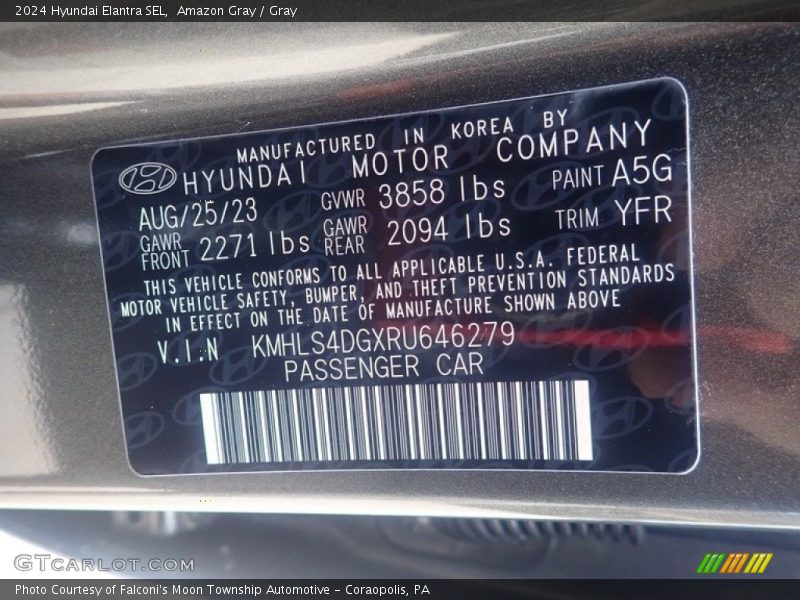 2024 Hyundai Elantra SEL, Amazon Gray / Gray
MANUFACTURED IN KOREA BY
HYUNDAI MOTOR COMPANY
AUG/25/23 GVWR 3858 lbs PAINT A5G
GAWR FRONT 2271 lbs GAWR REAR 2094 lbs TRIM YFR
THIS VEHICLE CONFORMS TO ALL APPLICABLE U.S.A. FEDERAL
MOTOR VEHICLE SAFETY, BUMPER, AND THEFT PREVENTION STANDARDS
IN EFFECT ON THE DATE OF MANUFACTURE SHOWN ABOVE
V.I.N KMHLS4DGXRU646279
PASSENGER CAR
GTCARLOT.COM
Photo Courtesy of Falconi's Moon Township Automotive - Coraopolis, PA